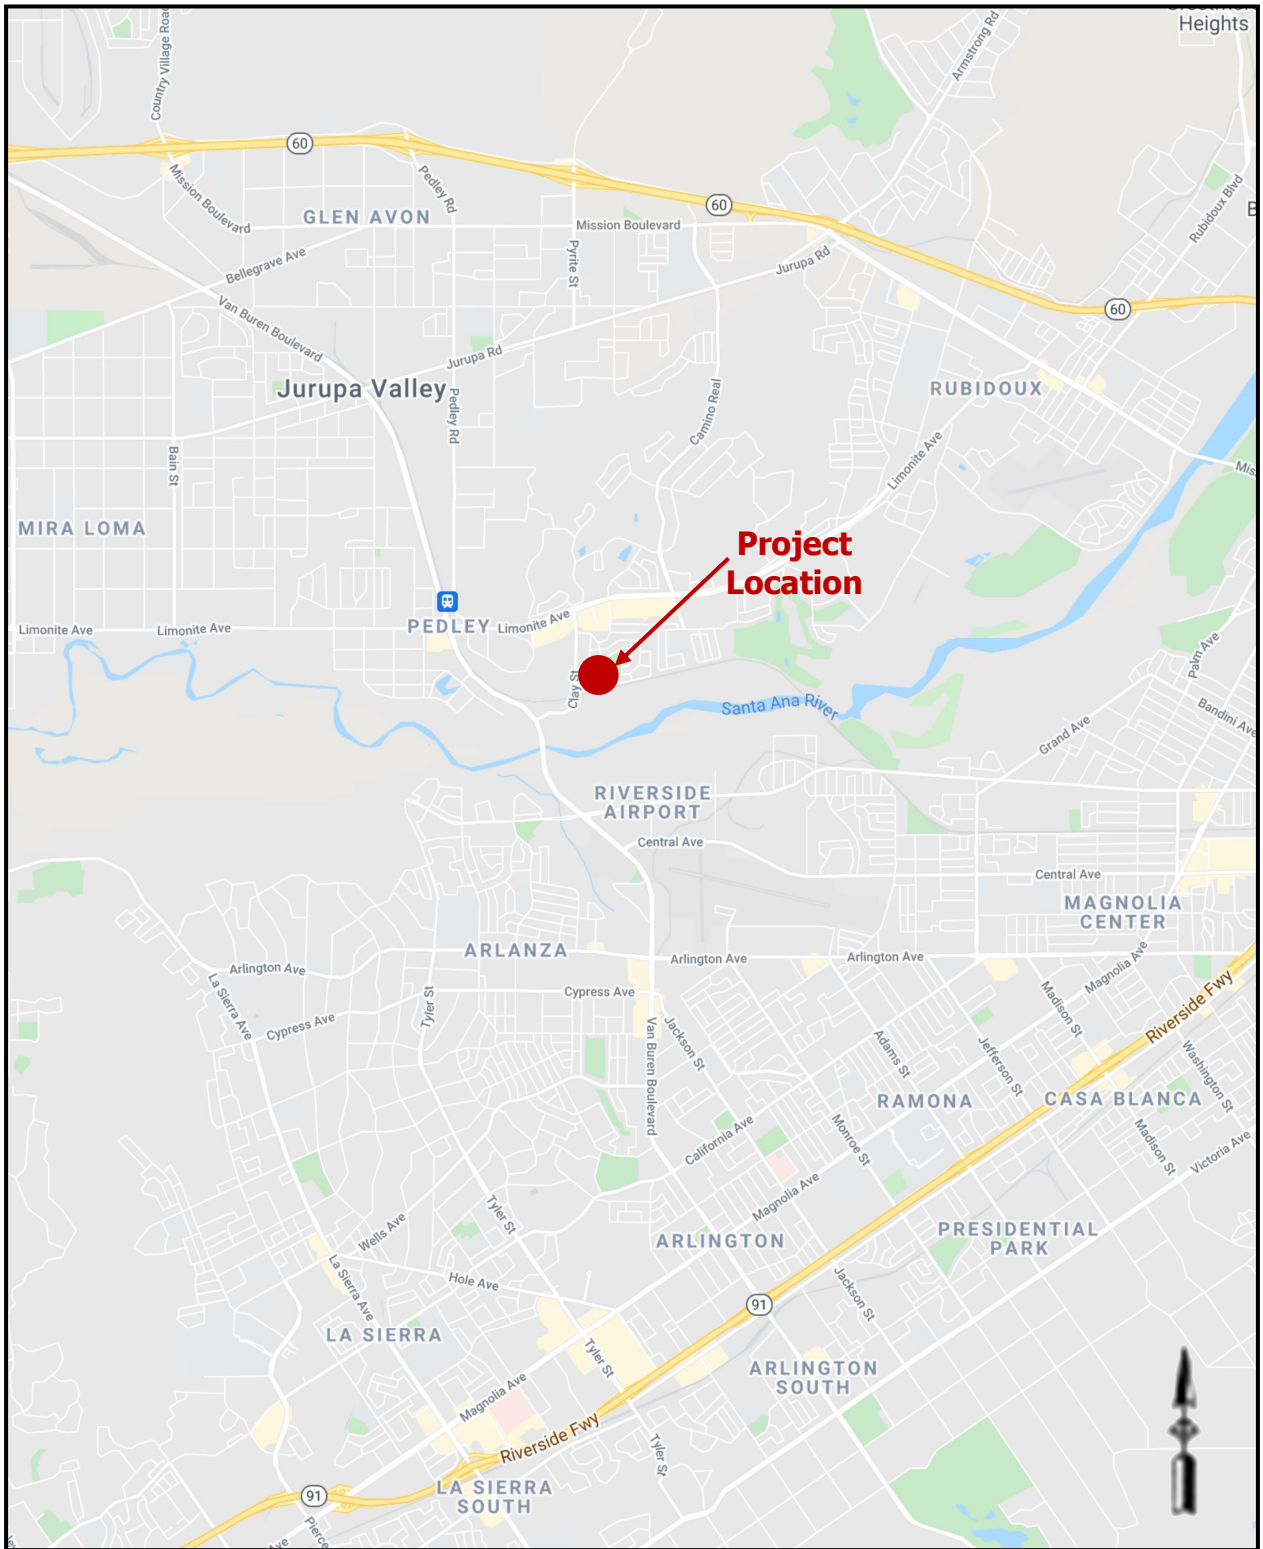 Heights
Country Village Road
Armstrong Rd
60
Mission Boulevard
Pedley Rd
GLEN AVON
60
Mission Boulevard
Rubidoux Blvd
Bellegrave Ave
Pyrite St
Jurupa Rd
Van Buren Boulevard
60
Jurupa Rd
Jurupa Valley
Pedley Rd
RUBIDOUX
Camino Real
Bain St
Limonite Ave
MIRA LOMA
Project
Location
Limonite Ave
Limonite Ave
PEDLEY
Limonite Ave
Clay St
Palm Ave
Santa Ana River
Bandini Ave
Grand Ave
RIVERSIDE
AIRPORT
Central Ave
Central Ave
MAGNOLIA
CENTER
ARLANZA
Arlington Ave
Arlington Ave
Arlington Ave
Magnolia Ave
La Sierra Ave
Tyler St
Cypress Ave
Madison St
Riverside Fwy
Cypress Ave
Van Buren Boulevard
Jackson St
Adams St
Jefferson St
Washington St
RAMONA
CASA BLANCA
California Ave
Monroe St
Madison St
Victoria Ave
Magnolia Ave
Tyler St
Wells Ave
ARLINGTON
PRESIDENTIAL
PARK
La Sierra Ave
Hole Ave
Jackson St
91
LA SIERRA
Tyler St
ARLINGTON
SOUTH
Magnolia Ave
Riverside Fwy
Tyler St
91
LA SIERRA
SOUTH
Pierce
Ave